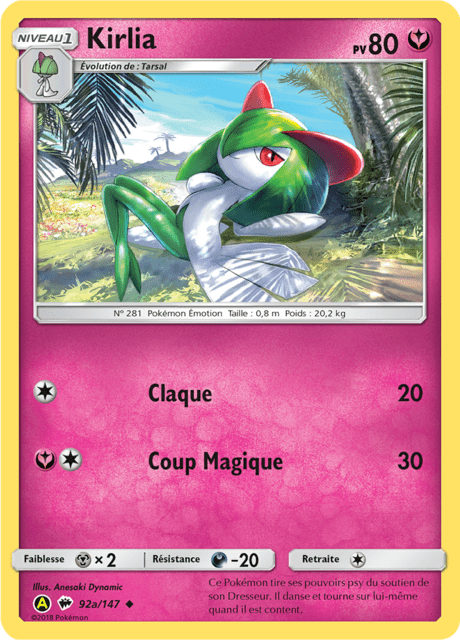 NIVEAU 1 Kirlia PV 80
Évolution de : Tarsal
N° 281 Pokémon Émotion Taille : 0,8 m Poids : 20,2 kg
Claque 20
Coup Magique 30
Faiblesse × 2 Résistance -20 Retraite
Illus. Anesaki Dynamic
A 92a/147
©2018 Pokémon
Ce Pokémon tire ses pouvoirs psy du soutien de
son Dresseur. Il danse et tourne sur lui-même
quand il est content.